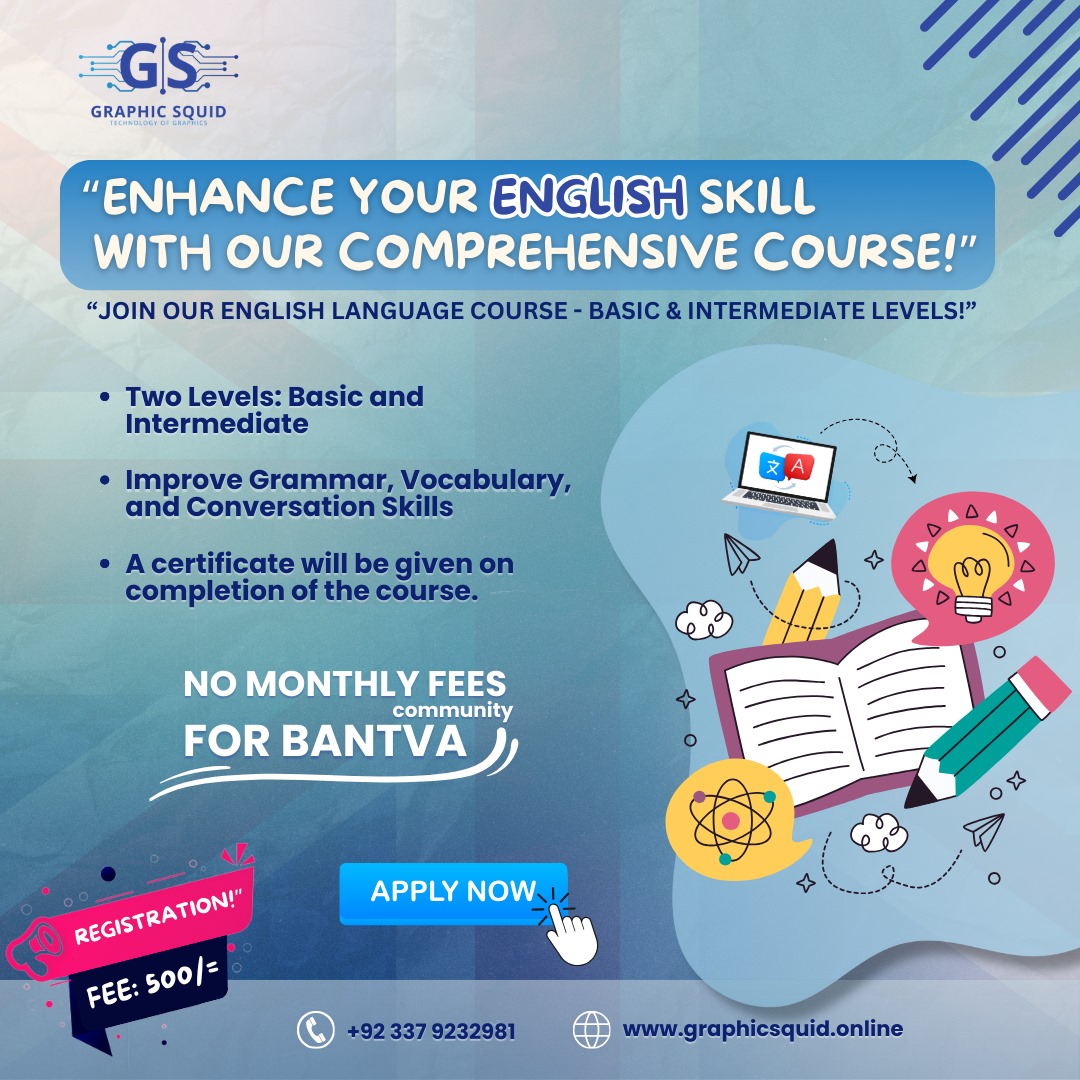 G|S
GRAPHIC SQUID
TECHNOLOGY OF GRAPHICS
“ENHANCE YOUR ENGLISH SKILL
WITH OUR COMPREHENSIVE COURSE!”
“JOIN OUR ENGLISH LANGUAGE COURSE - BASIC & INTERMEDIATE LEVELS!”
• Two Levels: Basic and
Intermediate
• Improve Grammar, Vocabulary,
and Conversation Skills
• A certificate will be given on
completion of the course.
文 A
NO MONTHLY FEES
community
FOR BANTVA
APPLY NOW
REGISTRATION!”
FEE: 500/=
+92 337 9232981
www.graphicsquid.online